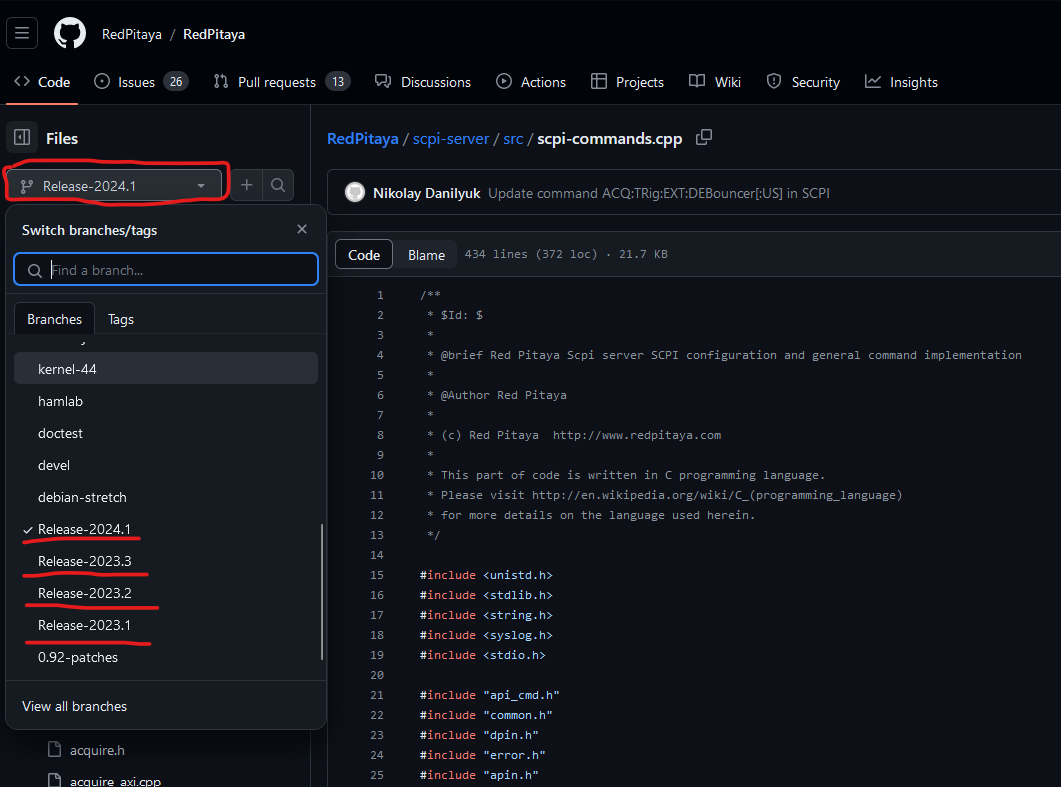 RedPitaya / RedPitaya
Code Issues 26 Pull requests 13 Discussions Actions Projects Wiki Security Insights
Files
Release-2024.1
Switch branches/tags
Find a branch...
Branches Tags
kernel-44
hamlab
doctest
devel
debian-stretch
Release-2024.1
Release-2023.3
Release-2023.2
Release-2023.1
0.92-patches
View all branches
acquire.h
acquire_axi.cpp
RedPitaya / scpi-server / src / scpi-commands.cpp
Nikolay Danilyuk Update command ACQ:TRig:EXT:DEBouncer[:US] in SCPI
Code Blame 434 lines (372 loc) · 21.7 KB
1 /**
2 * $Id: $
3 *
4 * @brief Red Pitaya Scpi server SCPI configuration and general command implementation
5 *
6 * @Author Red Pitaya
7 *
8 * (c) Red Pitaya http://www.redpitaya.com
9 *
10 * This part of code is written in C programming language.
11 * Please visit http://en.wikipedia.org/wiki/C_(programming_language)
12 * for more details on the language used herein.
13 */
14
15 #include <unistd.h>
16 #include <stdlib.h>
17 #include <string.h>
18 #include <syslog.h>
19 #include <stdio.h>
20
21 #include "api_cmd.h"
22 #include "common.h"
23 #include "dpin.h"
24 #include "error.h"
25 #include "apin.h"